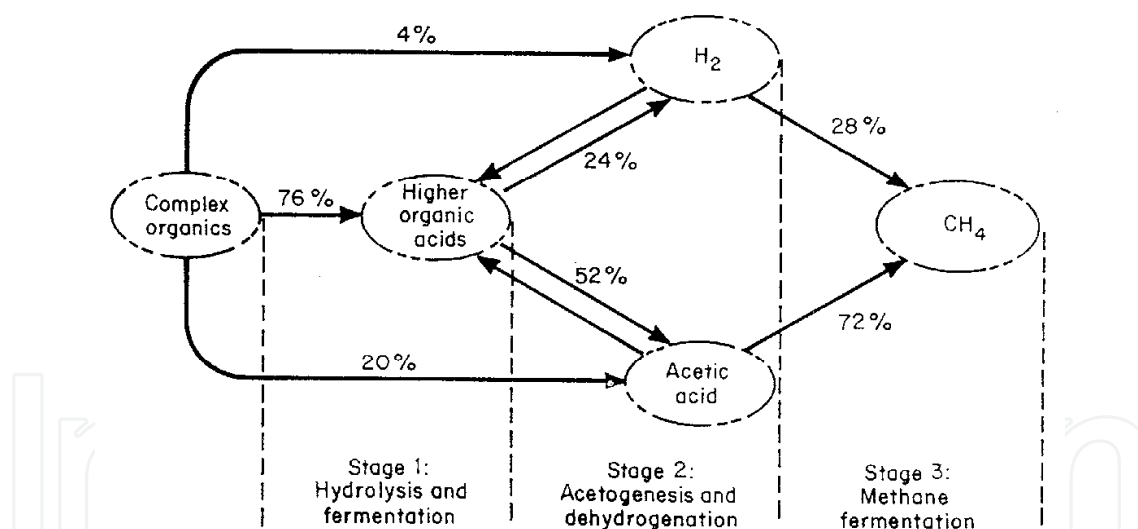 4%
H2
28%
24%
Complex
organics
76%
Higher
organic
acids
CH4
52%
72%
20%
Acetic
acid
Stage 1:
Hydrolysis and
fermentation
Stage 2:
Acetogenesis and
dehydrogenation
Stage 3:
Methane
fermentation